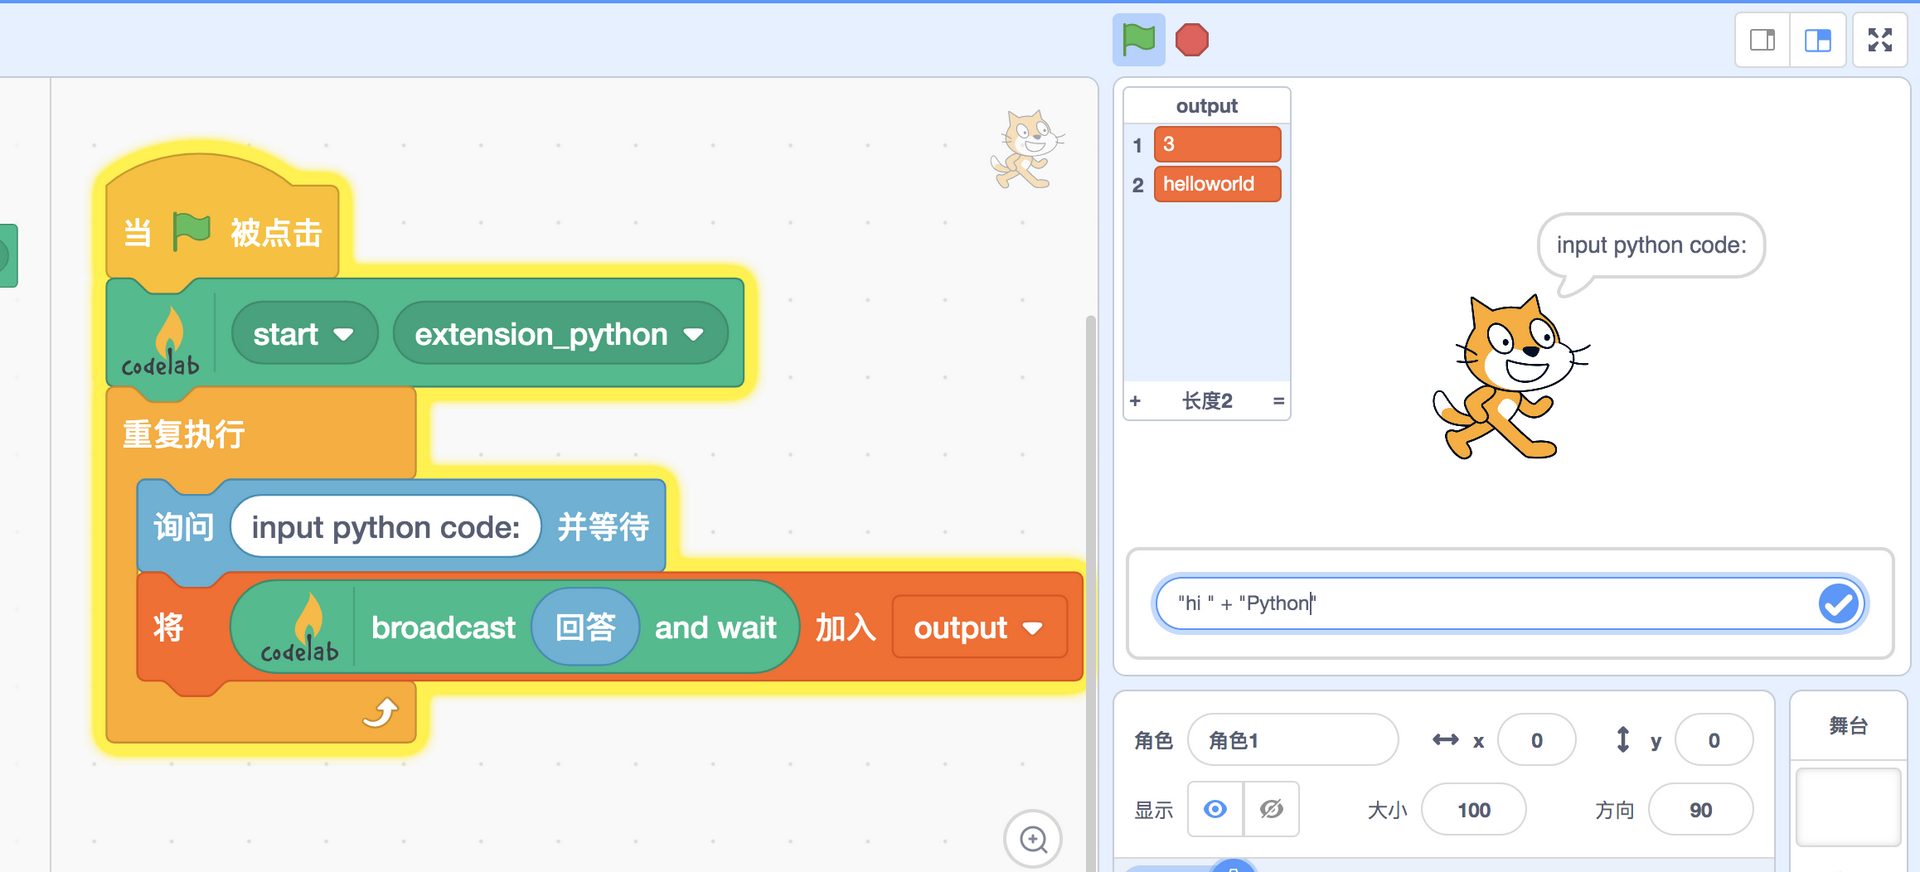 当 被点击
codelab start extension_python
重复执行
询问 input python code: 并等待
将 codelab broadcast 回答 and wait 加入 output
output
1 3
2 helloworld
+ 长度2 =
input python code:
"hi " + "Python"
角色 角色1 x 0 y 0
显示 大小 100 方向 90
舞台